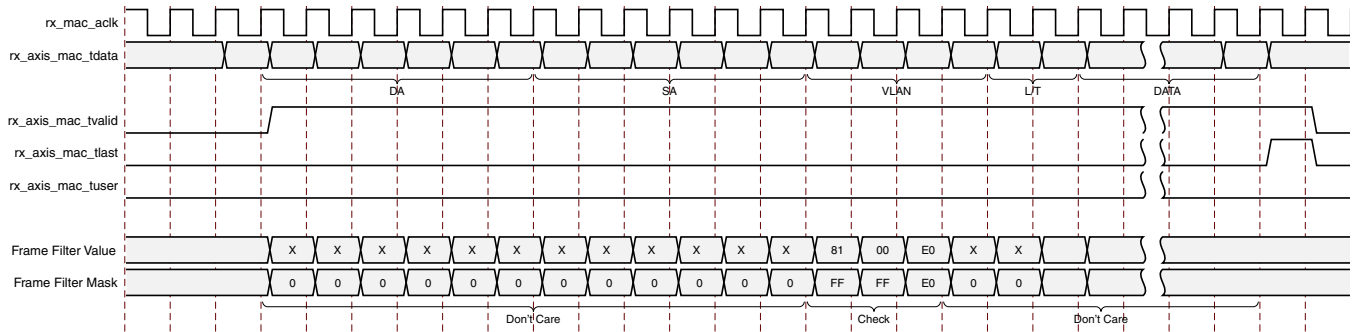 rx_mac_aclk
rx_axis_mac_tdata
DA SA VLAN L/T DATA
rx_axis_mac_tvalid
rx_axis_mac_tlast
rx_axis_mac_tuser
Frame Filter Value X X X X X X X X X X X X 81 00 E0 X X
Frame Filter Mask 0 0 0 0 0 0 0 0 0 0 0 0 FF FF E0 0 0
Don't Care Check Don't Care